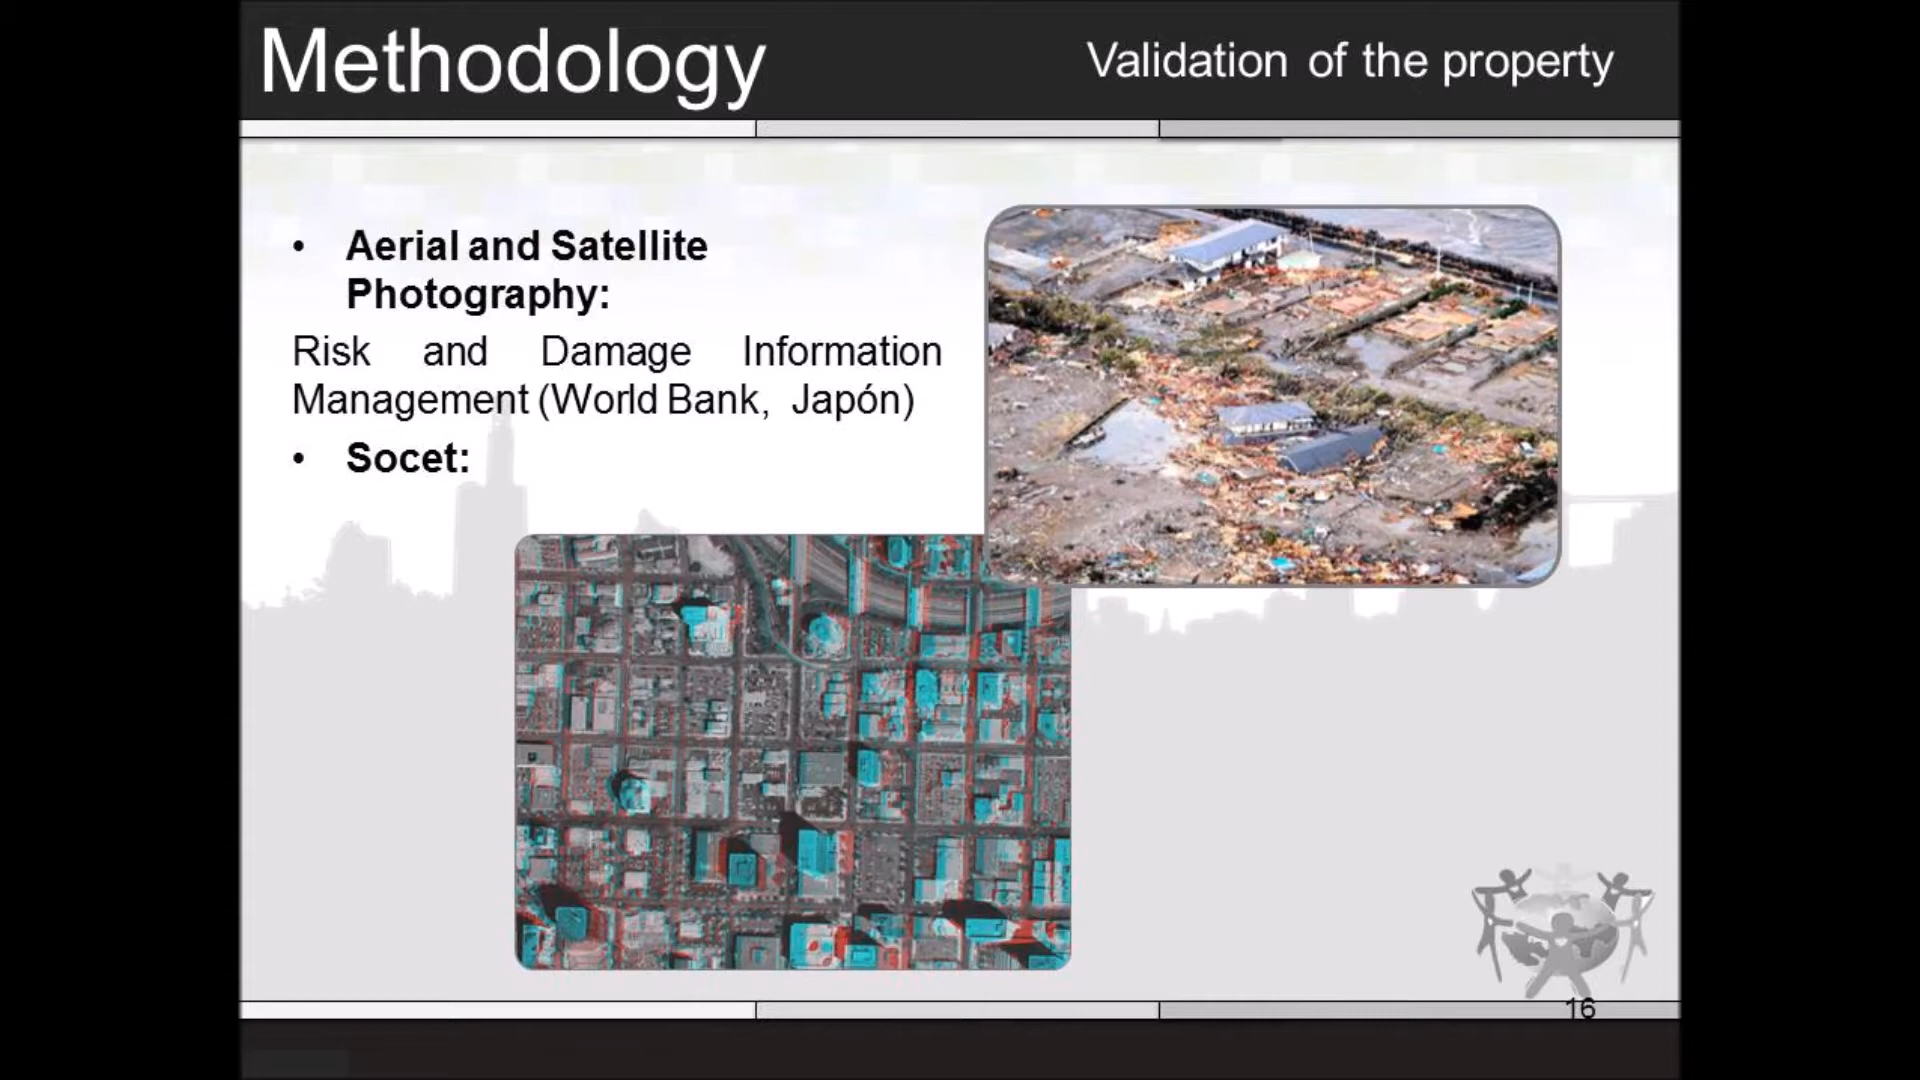 Methodology
Validation of the property
• Aerial and Satellite
Photography:
Risk and Damage Information
Management (World Bank, Japón)
• Socet:
16